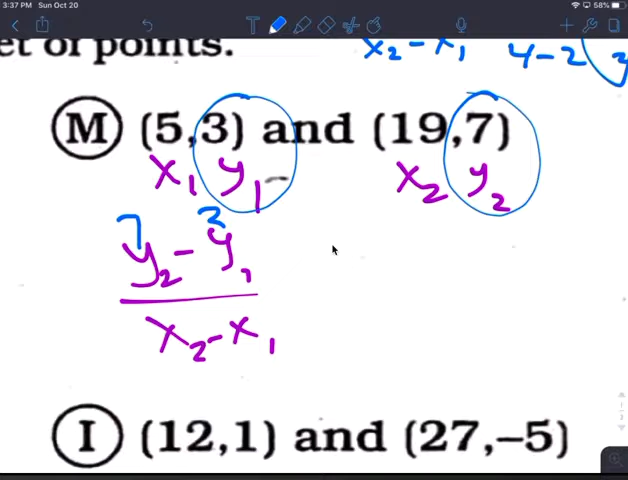 3:37 PM Sun Oct 20 58%
et of points.
x₂ - x₁ 4-2
M (5,3) and (19,7)
x₁ y₁ x₂ y₂
7
y₂ - y₁
x₂ - x₁
I (12,1) and (27,–5)